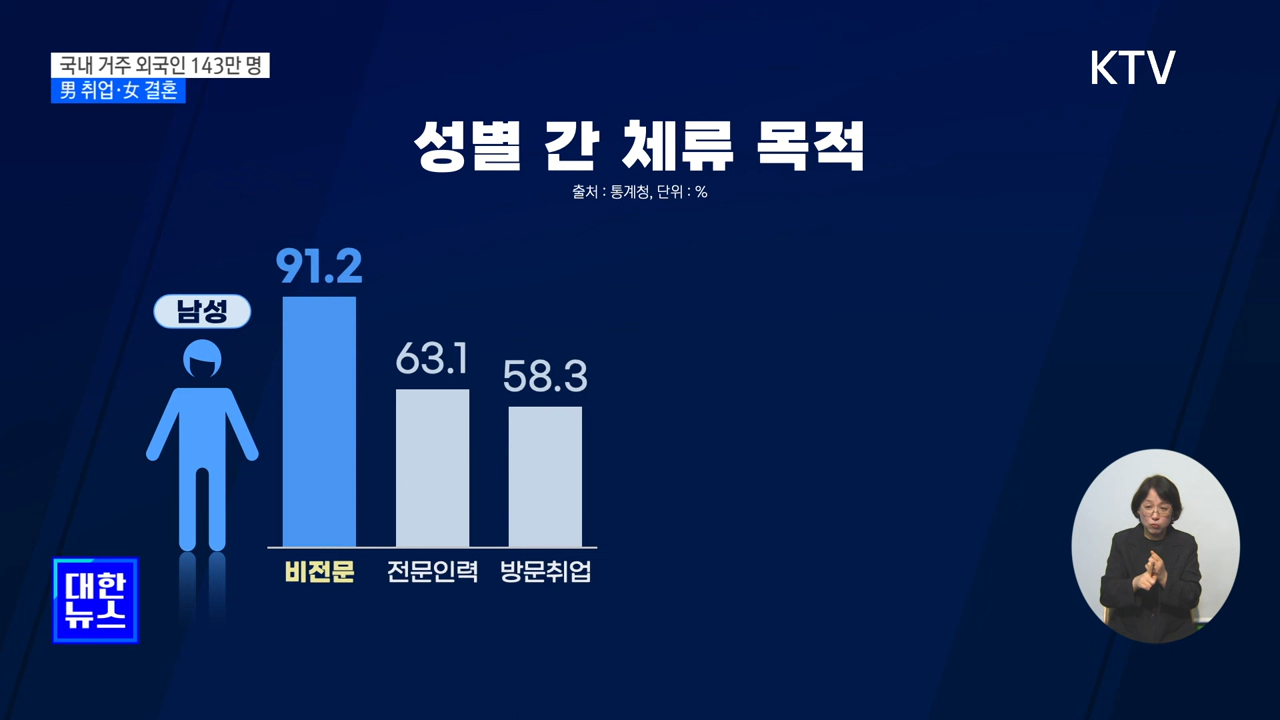 국내 거주 외국인 143만 명
男 취업·女 결혼
KTV
성별 간 체류 목적
출처 : 통계청, 단위 : %
남성
91.2
63.1
58.3
비전문
전문인력
방문취업
대한
뉴스